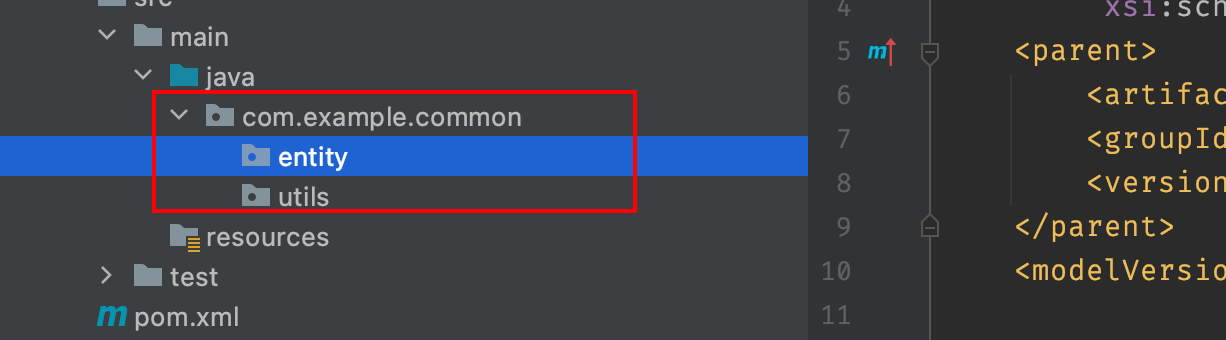 src
main
java
com.example.common
entity
utils
resources
test
m pom.xml
4 xsi:sch
5 m <parent>
6 <artifac
7 <groupId
8 <version
9 </parent>
10 <modelVersio
11